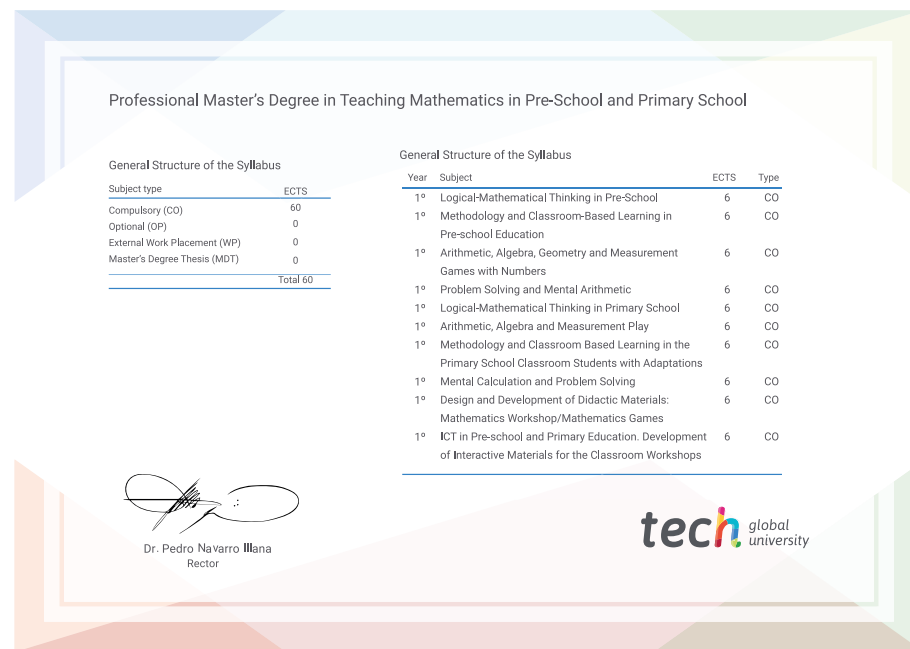 Professional Master's Degree in Teaching Mathematics in Pre-School and Primary School
General Structure of the Syllabus
Subject type ECTS
Compulsory (CO) 60
Optional (OP) 0
External Work Placement (WP) 0
Master's Degree Thesis (MDT) 0
Total 60
General Structure of the Syllabus
Year Subject ECTS Type
1º Logical-Mathematical Thinking in Pre-School 6 CO
1º Methodology and Classroom-Based Learning in 6 CO
Pre-school Education
1º Arithmetic, Algebra, Geometry and Measurement 6 CO
Games with Numbers
1º Problem Solving and Mental Arithmetic 6 CO
1º Logical-Mathematical Thinking in Primary School 6 CO
1º Arithmetic, Algebra and Measurement Play 6 CO
1º Methodology and Classroom Based Learning in the 6 CO
Primary School Classroom Students with Adaptations
1º Mental Calculation and Problem Solving 6 CO
1º Design and Development of Didactic Materials: 6 CO
Mathematics Workshop/Mathematics Games
1º ICT in Pre-school and Primary Education. Development 6 CO
of Interactive Materials for the Classroom Workshops
Dr. Pedro Navarro Illana
Rector
tech global
university